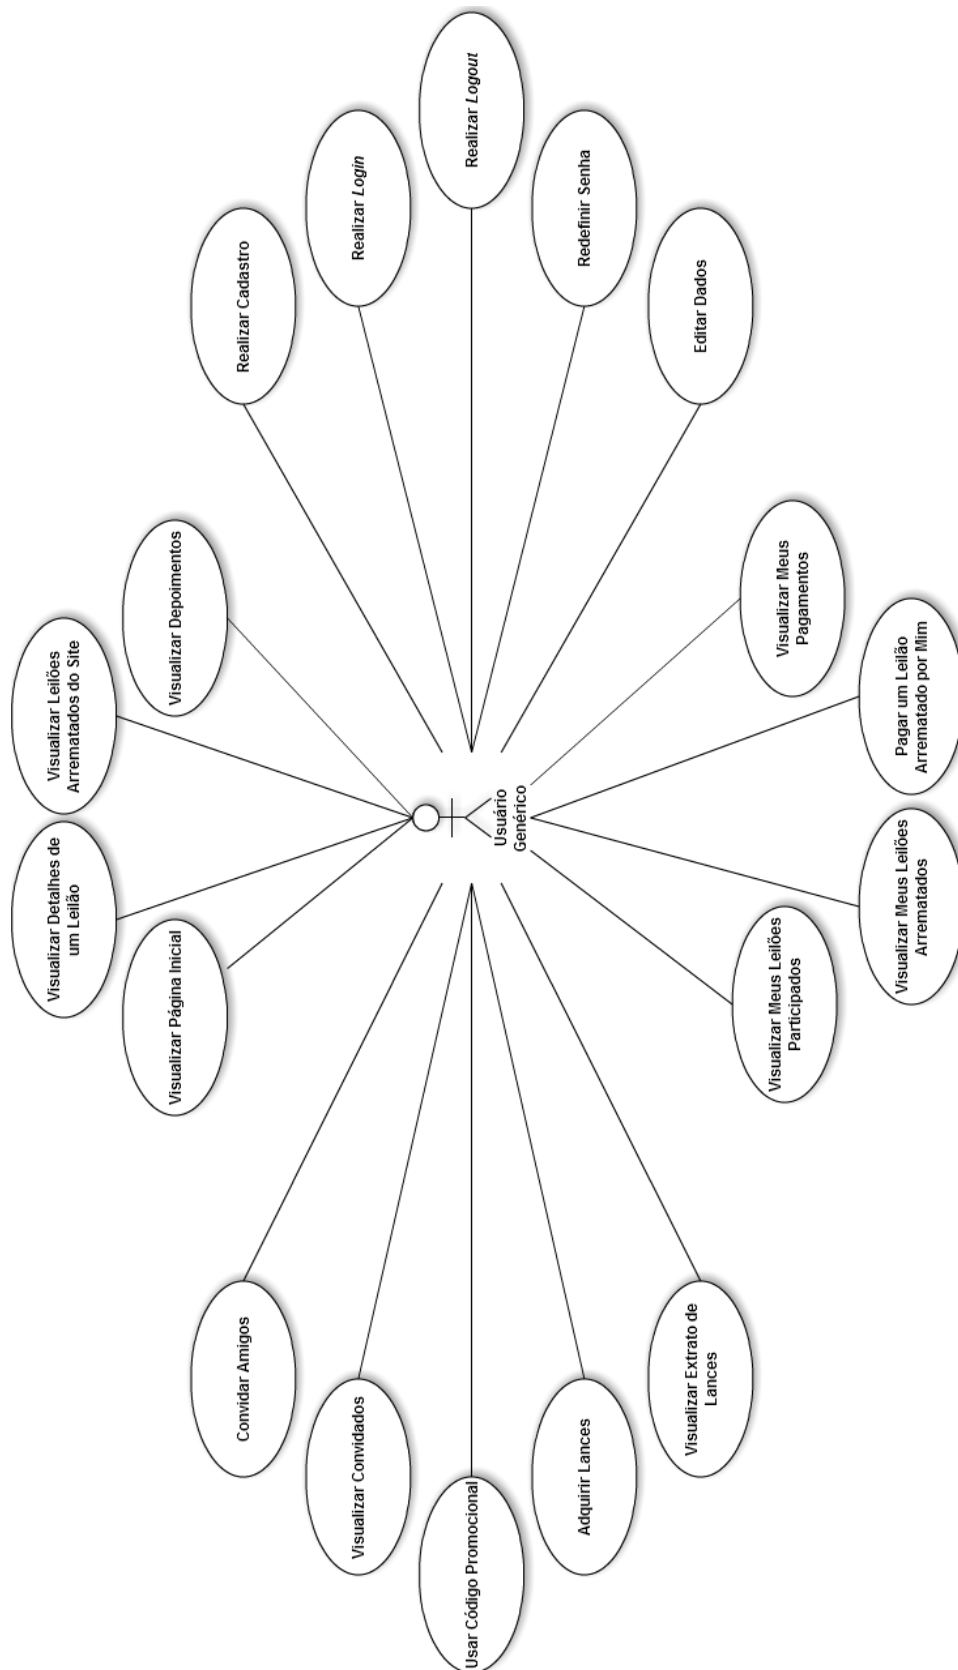 Visualizar Detalhes de
um Leilão
Visualizar Leilões
Arrematados do Site
Visualizar Página Inicial
Visualizar Depoimentos
Convidar Amigos
Realizar Cadastro
Visualizar Convidados
Realizar Login
Usar Código Promocional
Usuário
Genérico
Realizar Logout
Adquirir Lances
Redefinir Senha
Visualizar Extrato de
Lances
Editar Dados
Visualizar Meus Leilões
Participados
Visualizar Meus
Pagamentos
Visualizar Meus Leilões
Arrematados
Pagar um Leilão
Arrematado por Mim